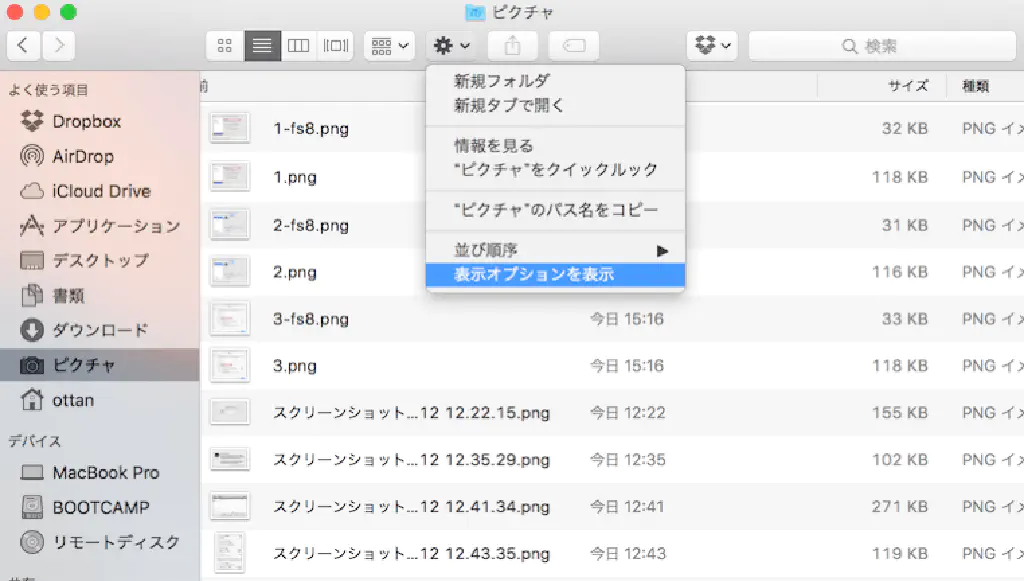 ピクチャ
検索
よく使う項目
Dropbox
AirDrop
iCloud Drive
アプリケーション
デスクトップ
書類
ダウンロード
ピクチャ
ottan
デバイス
MacBook Pro
BOOTCAMP
リモートディスク
前
サイズ
種類
新規フォルダ
新規タブで開く
情報を見る
"ピクチャ"をクイックルック
"ピクチャ"のパス名をコピー
並び順序
表示オプションを表示
1-fs8.png 32 KB PNG イメ
1.png 118 KB PNG イメ
2-fs8.png 31 KB PNG イメ
2.png 116 KB PNG イメ
3-fs8.png 今日 15:16 33 KB PNG イメ
3.png 今日 15:16 118 KB PNG イメ
スクリーンショット...12 12.22.15.png 今日 12:22 155 KB PNG イメ
スクリーンショット...12 12.35.29.png 今日 12:35 102 KB PNG イメ
スクリーンショット...12 12.41.34.png 今日 12:41 271 KB PNG イメ
スクリーンショット...12 12.43.35.png 今日 12:43 119 KB PNG イメ